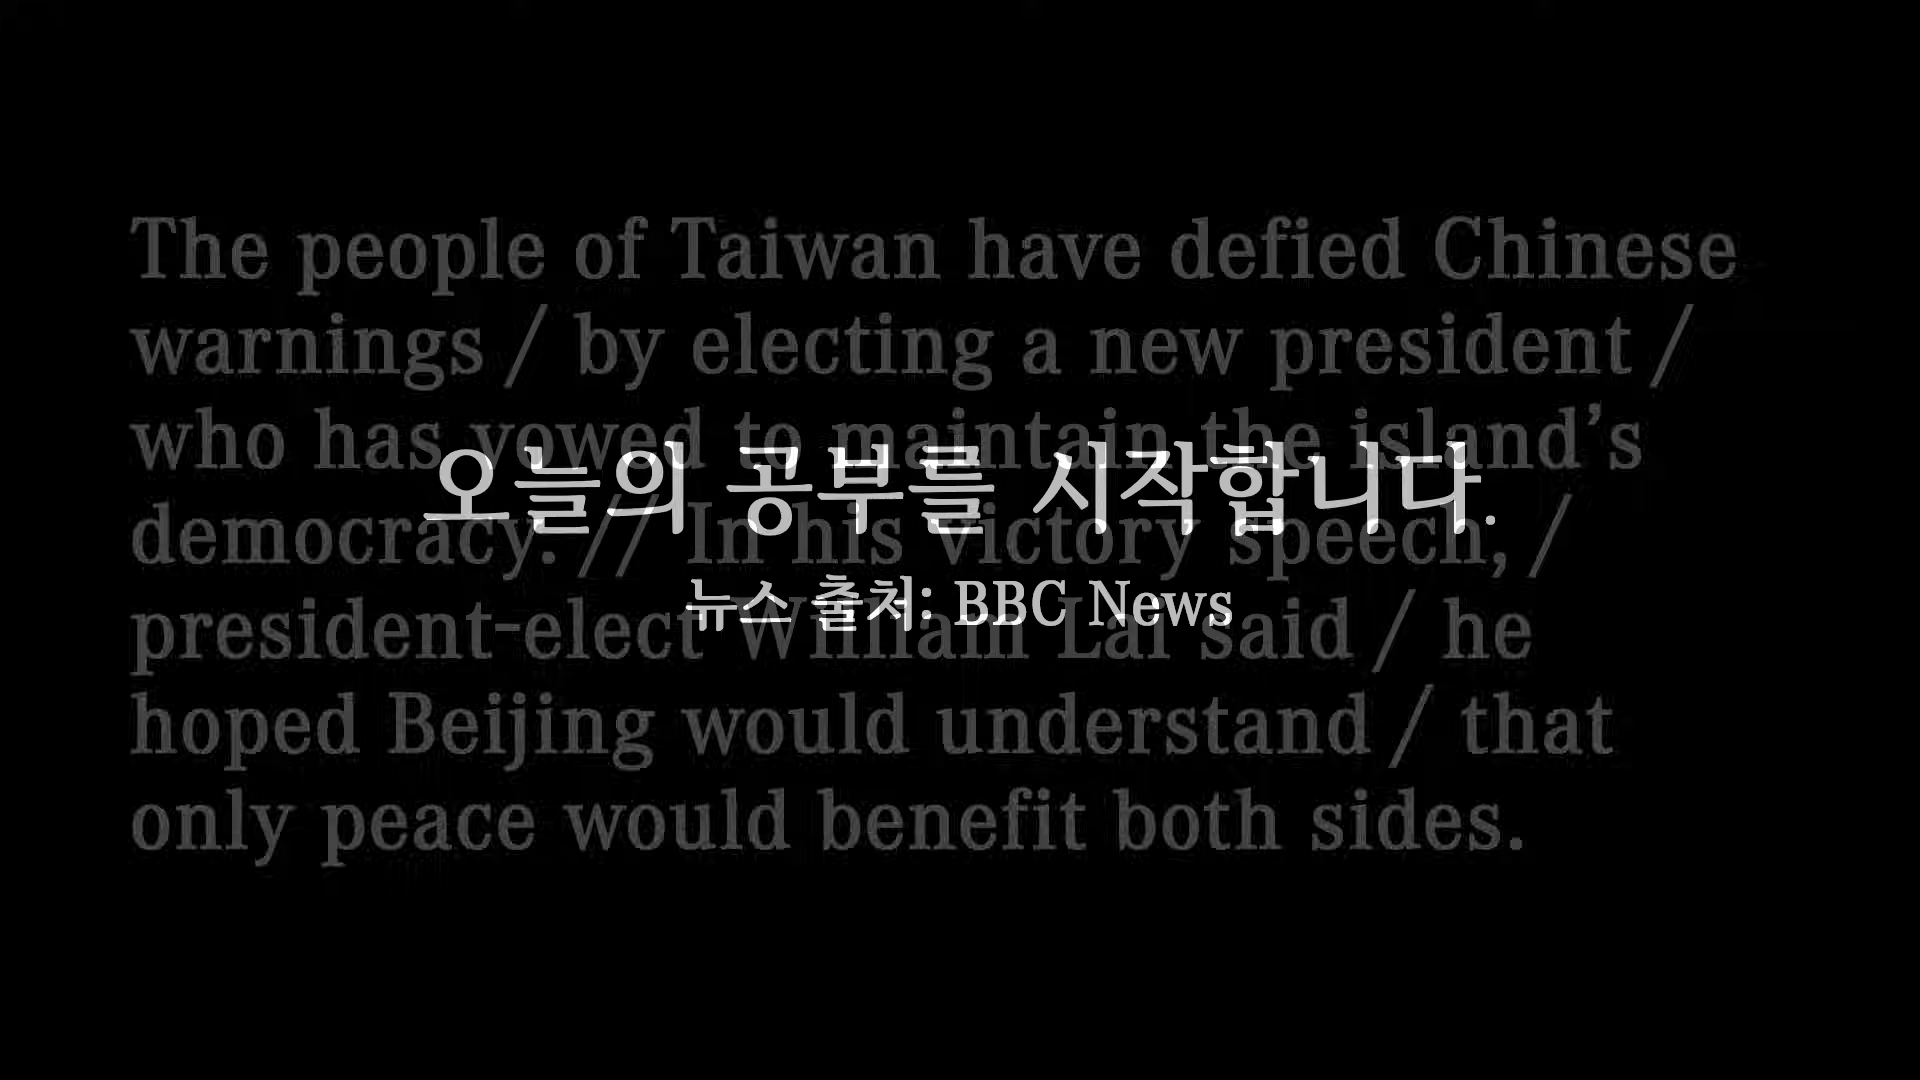 The people of Taiwan have defied Chinese
warnings / by electing a new president /
who has vowed to maintain the island's
오늘의 공부를 시작합니다.
democracy. // In his victory speech, /
뉴스 출처: BBC News
president-elect William Lai said / he
hoped Beijing would understand / that
only peace would benefit both sides.